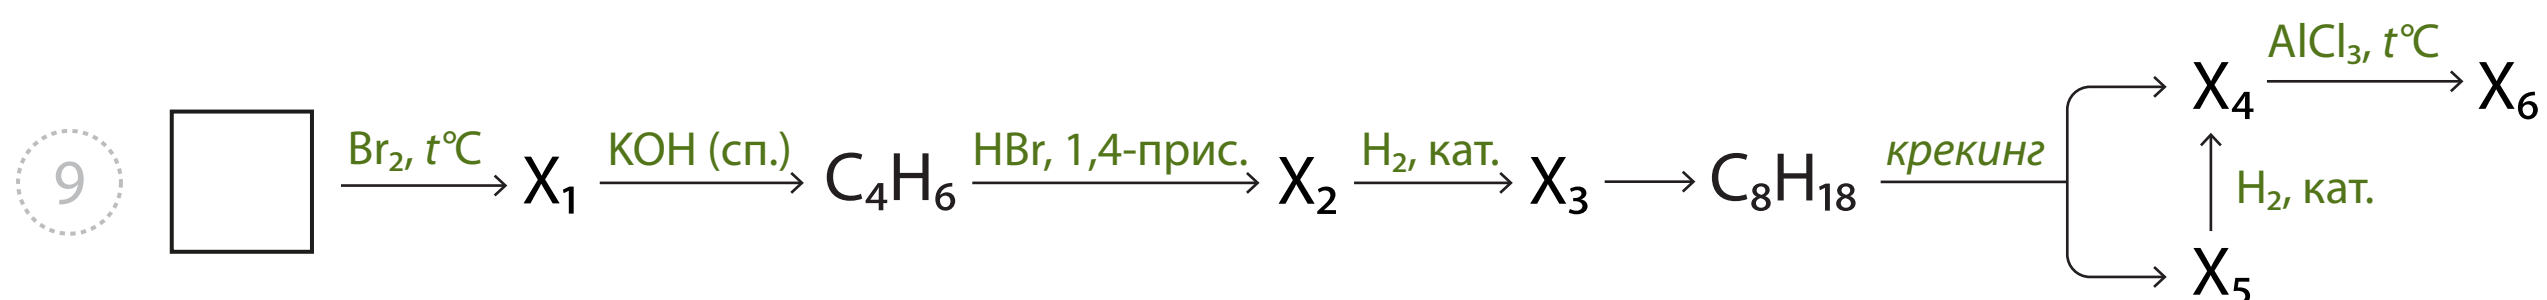 9 Br₂, t°C X₁ KOH (сп.) C₄H₆ HBr, 1,4-прис. X₂ H₂, кат. X₃ C₈H₁₈ крекинг
X₄ AlCl₃, t°C X₆
H₂, кат.
X₅